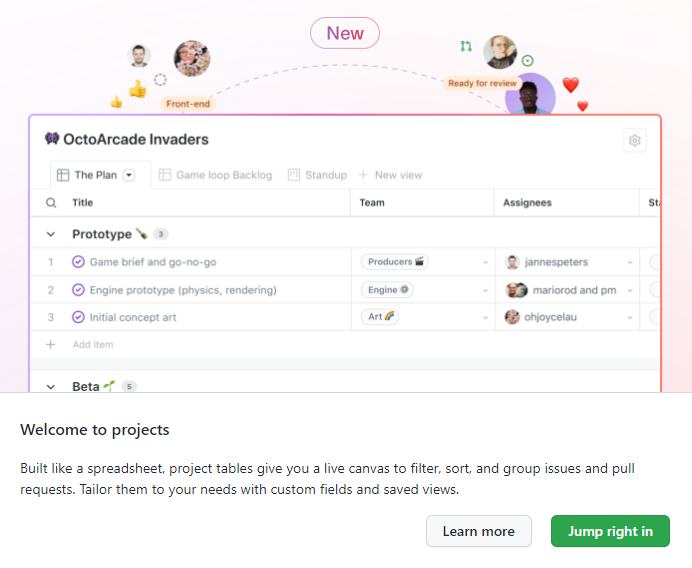 New
Ready for review
Front-end
OctoArcade Invaders
The Plan Game loop Backlog Standup + New view
Title Team Assignees
Prototype 3
1 Game brief and go-no-go Producers jannespeters
2 Engine prototype (physics, rendering) Engine mariorod and pm
3 Initial concept art Art ohjoycelau
+ Add item
Beta 5
Welcome to projects
Built like a spreadsheet, project tables give you a live canvas to filter, sort, and group issues and pull
requests. Tailor them to your needs with custom fields and saved views.
Learn more Jump right in